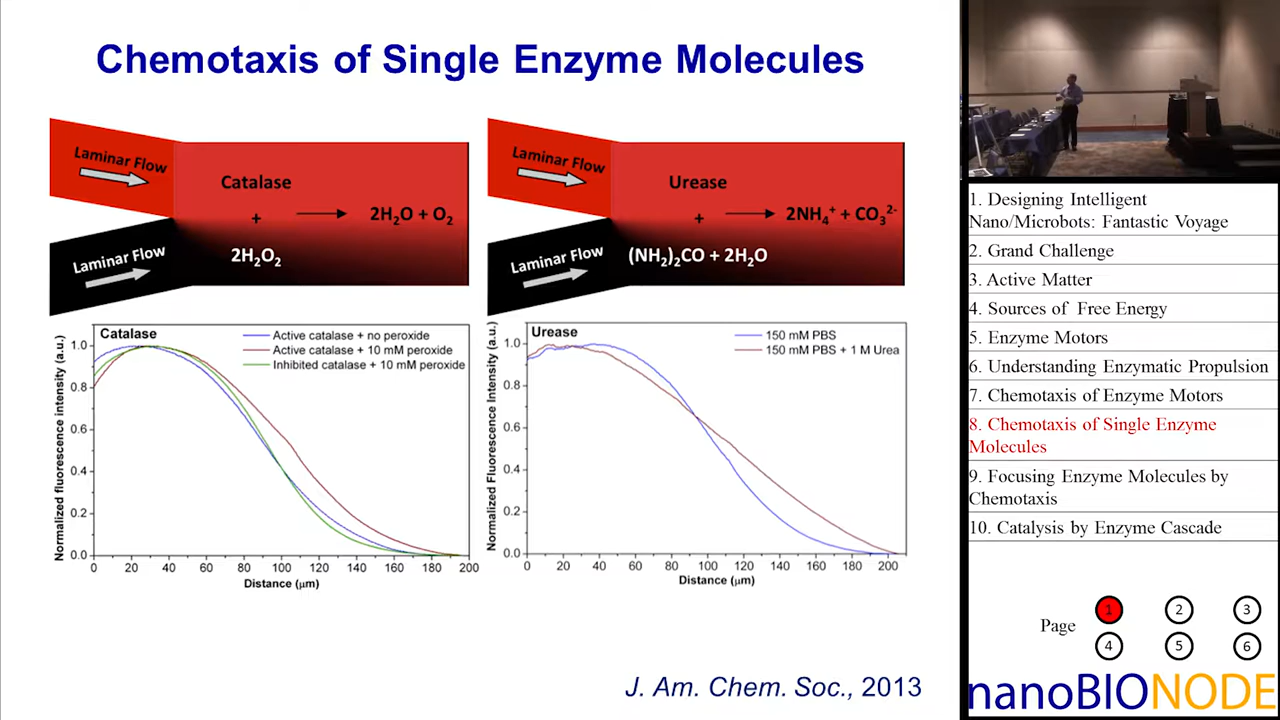 Chemotaxis of Single Enzyme Molecules
Laminar Flow
Catalase
+
2H₂O₂
2H₂O + O₂
Laminar Flow
Laminar Flow
Urease
+
(NH₂)₂CO + 2H₂O
2NH₄⁺ + CO₃²⁻
Laminar Flow
Catalase
Active catalase + no peroxide
Active catalase + 10 mM peroxide
Inhibited catalase + 10 mM peroxide
Normalized fluorescence intensity (a.u.)
1.0
0.8
0.6
0.4
0.2
0.0
0 20 40 60 80 100 120 140 160 180 200
Distance (μm)
Urease
150 mM PBS
150 mM PBS + 1 M Urea
Normalized Fluorescence Intensity (a.u.)
1.0
0.8
0.6
0.4
0.2
0.0
0 20 40 60 80 100 120 140 160 180 200
Distance (μm)
J. Am. Chem. Soc., 2013
1. Designing Intelligent
Nano/Microbots: Fantastic Voyage
2. Grand Challenge
3. Active Matter
4. Sources of Free Energy
5. Enzyme Motors
6. Understanding Enzymatic Propulsion
7. Chemotaxis of Enzyme Motors
8. Chemotaxis of Single Enzyme
Molecules
9. Focusing Enzyme Molecules by
Chemotaxis
10. Catalysis by Enzyme Cascade
Page
1 2 3
4 5 6
nanoBIONODE